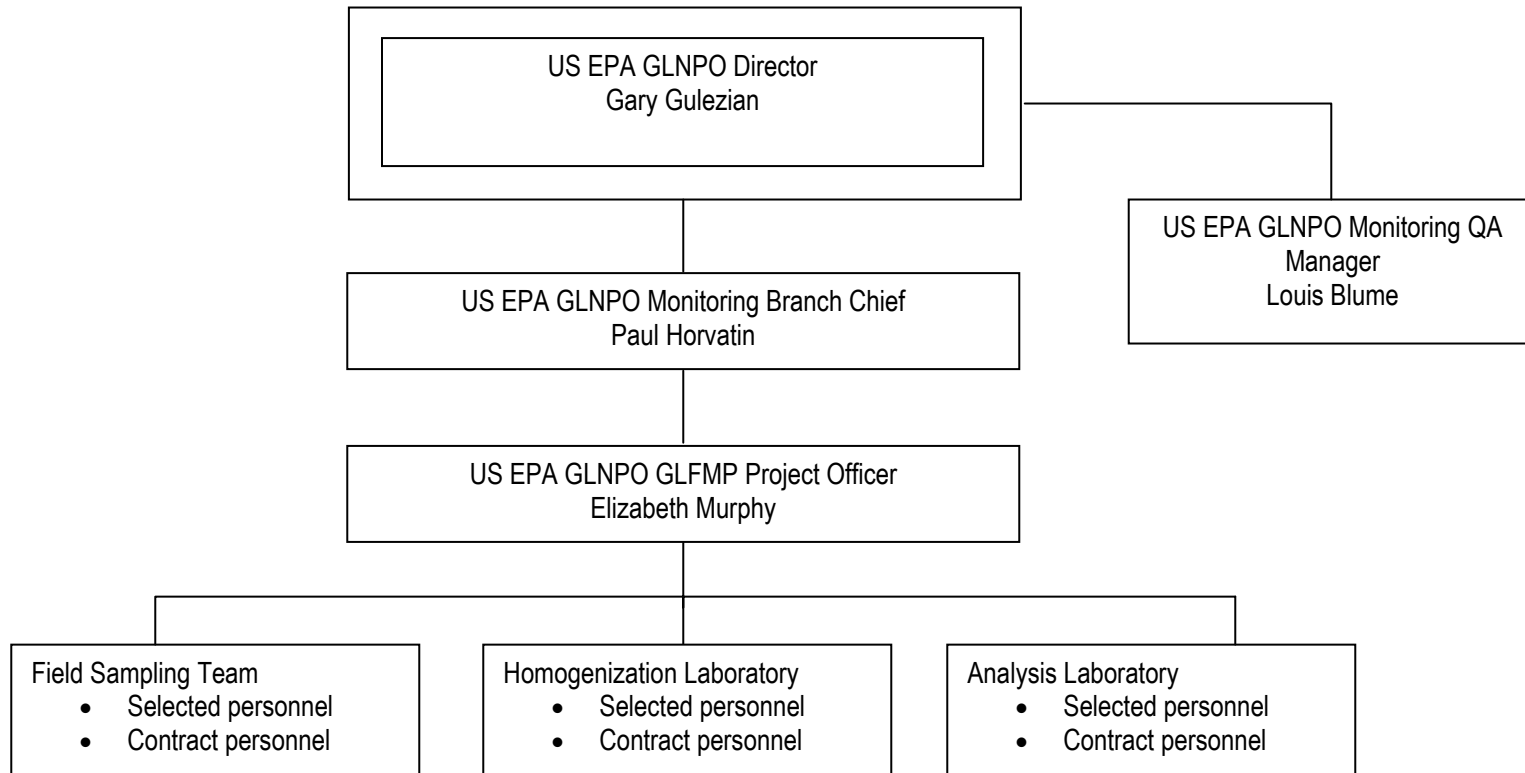 US EPA GLNPO Director
Gary Gulezian
US EPA GLNPO Monitoring QA
Manager
Louis Blume
US EPA GLNPO Monitoring Branch Chief
Paul Horvatin
US EPA GLNPO GLFMP Project Officer
Elizabeth Murphy
Field Sampling Team
• Selected personnel
• Contract personnel
Homogenization Laboratory
• Selected personnel
• Contract personnel
Analysis Laboratory
• Selected personnel
• Contract personnel